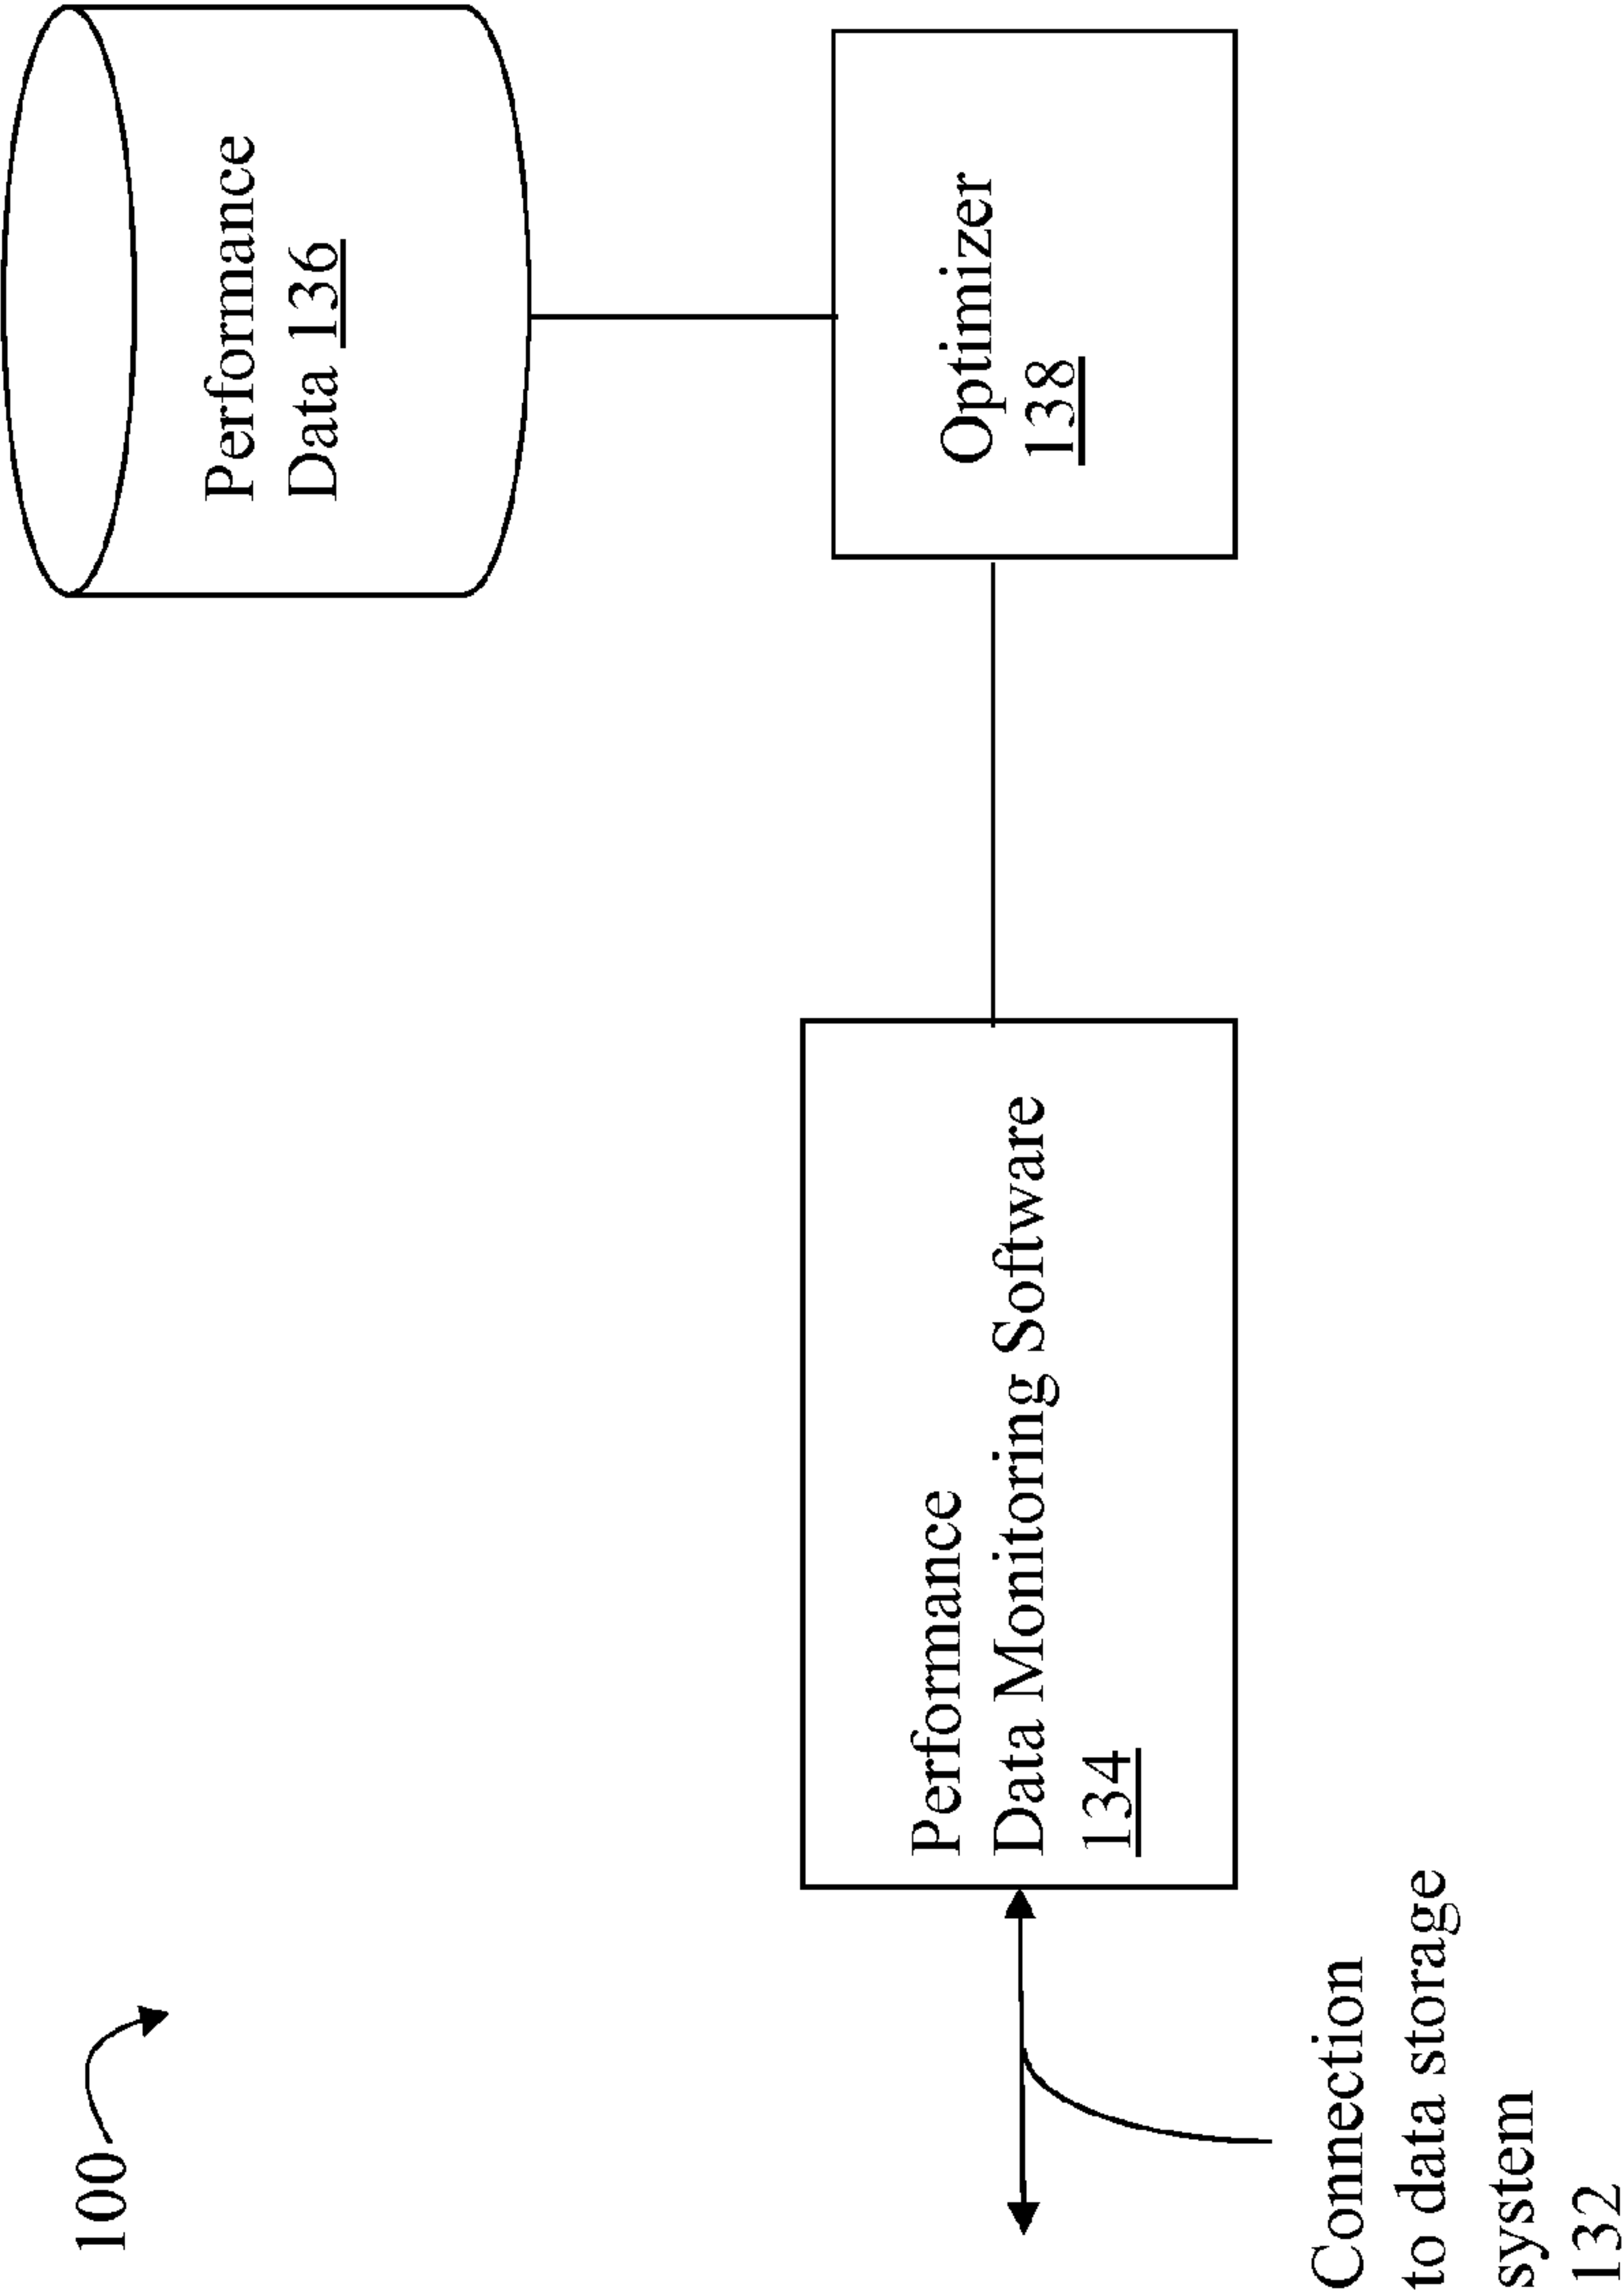 100
Performance
Data 136
Performance
Data Monitoring Software
134
Optimizer
138
Connection
to data storage
system
132